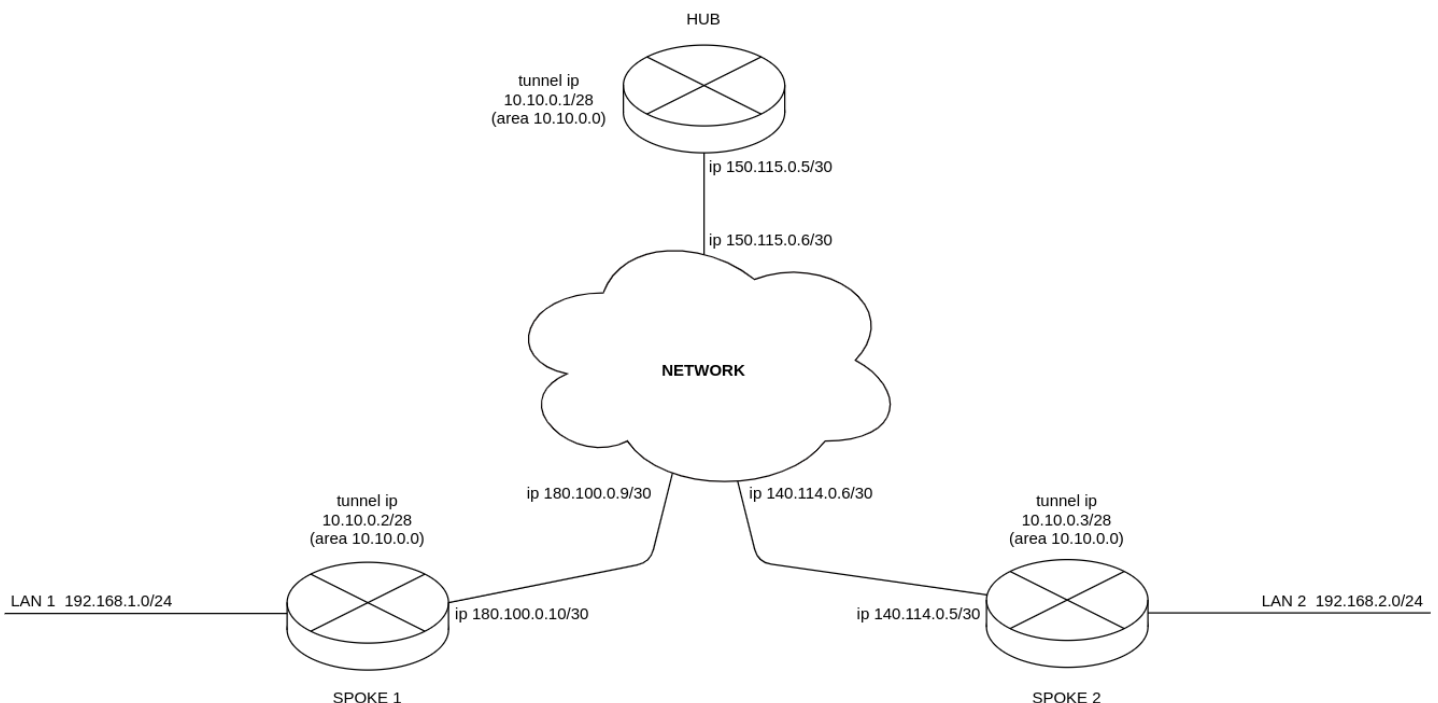 HUB
tunnel ip
10.10.0.1/28
(area 10.10.0.0)
ip 150.115.0.5/30
ip 150.115.0.6/30
NETWORK
ip 180.100.0.9/30
ip 140.114.0.6/30
tunnel ip
10.10.0.2/28
(area 10.10.0.0)
tunnel ip
10.10.0.3/28
(area 10.10.0.0)
LAN 1  192.168.1.0/24
ip 180.100.0.10/30
ip 140.114.0.5/30
LAN 2  192.168.2.0/24
SPOKE 1
SPOKE 2